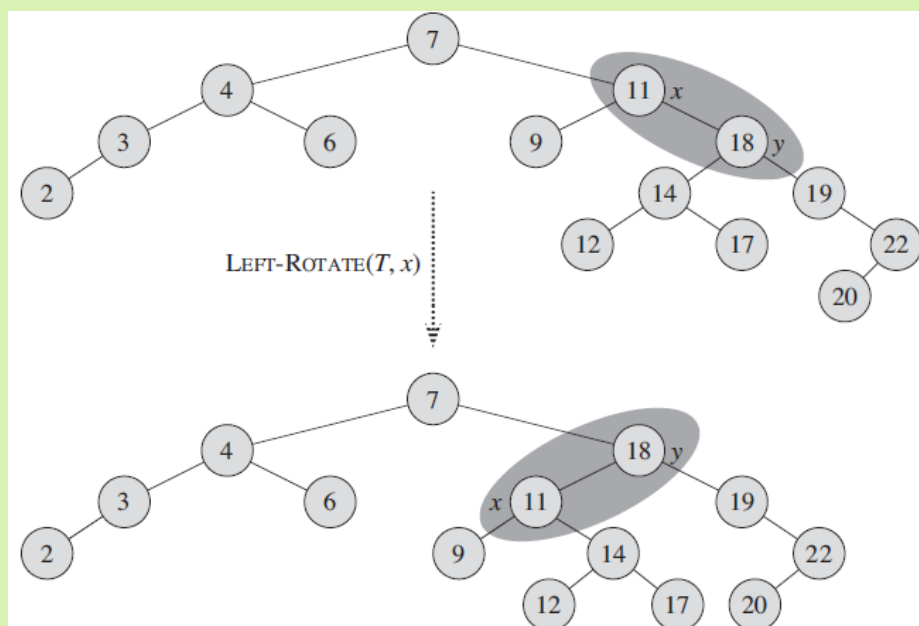 7
4 11 x
3 6 9 18 y
2 14 19
12 17 22
LEFT-ROTATE(T, x)
20
7
4 18 y
3 6 x 11 19
2 9 14 22
12 17 20